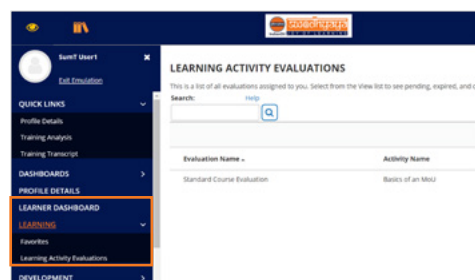 SumT User1
Exit Emulation
QUICK LINKS
Profile Details
Training Analysis
Training Transcript
DASHBOARDS
PROFILE DETAILS
LEARNER DASHBOARD
LEARNING
Favorites
Learning Activity Evaluations
DEVELOPMENT
LEARNING ACTIVITY EVALUATIONS
This is a list of all evaluations assigned to you. Select from the View list to see pending, expired, and
Search: Help
Evaluation Name Activity Name
Standard Course Evaluation Basics of an MoU